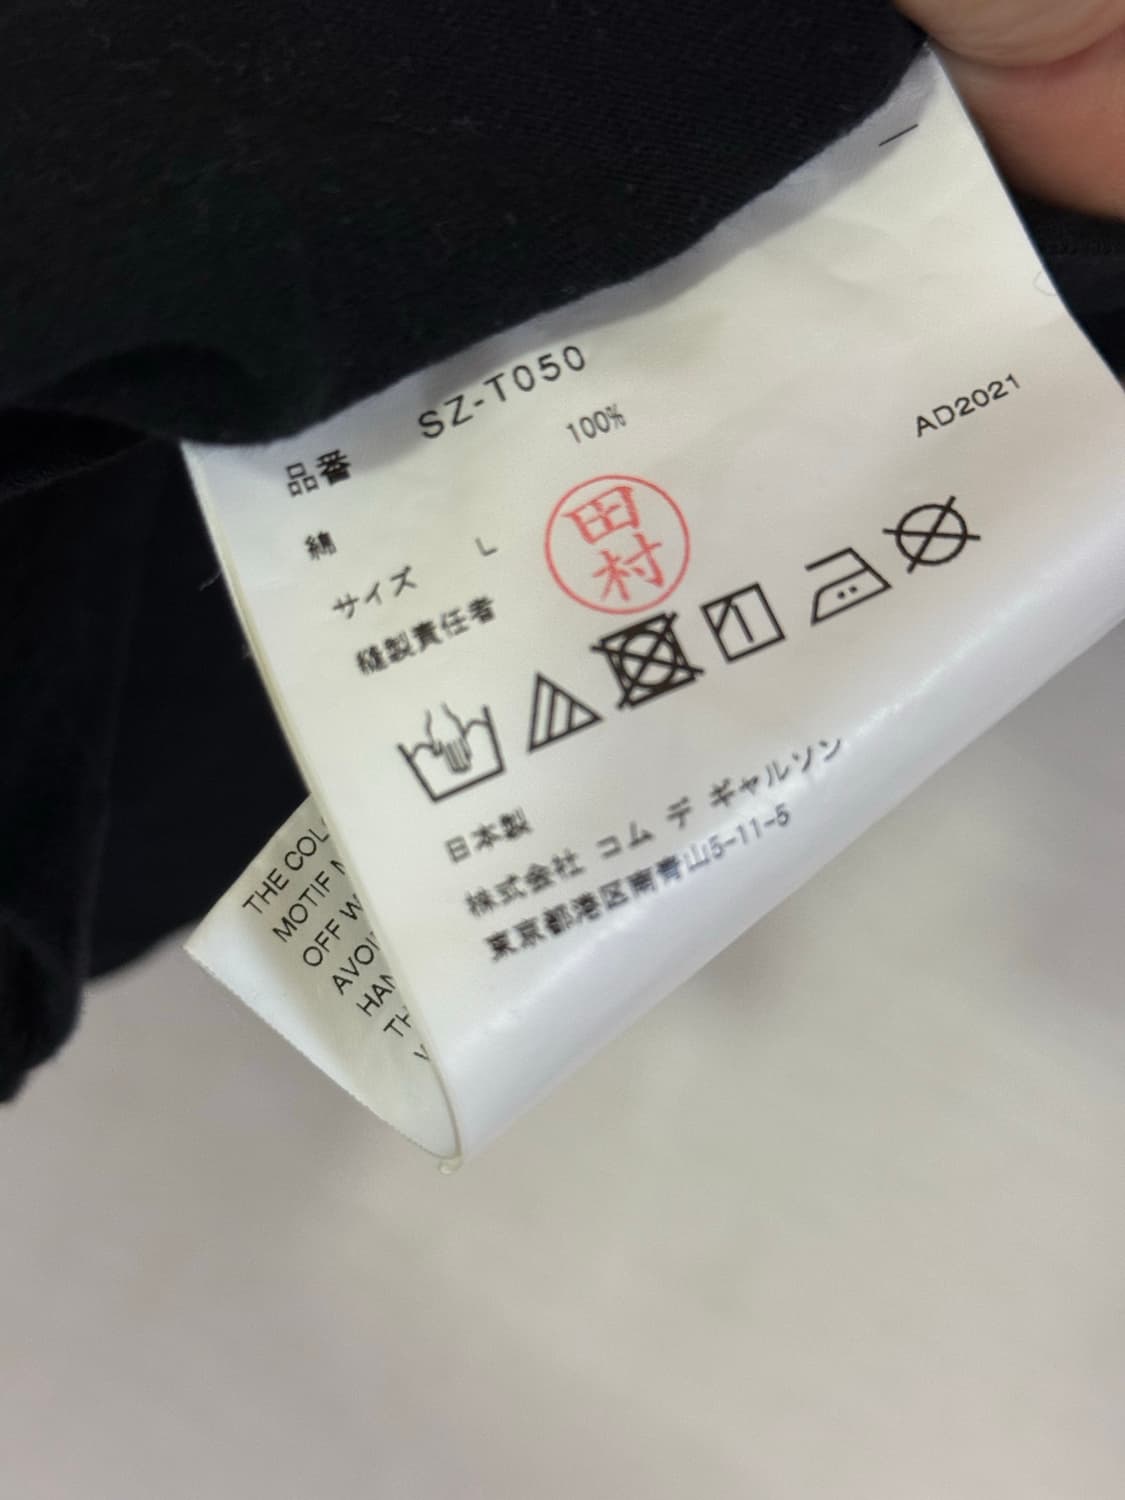 品番 SZ-T050
綿 100%
AD2021
サイズ L
縫製責任者 田村
日本製
株式会社 コム デ ギャルソン
東京都港区南青山5-11-5
THE COL
MOTIF
OFF W
AVOI
HAN
TH